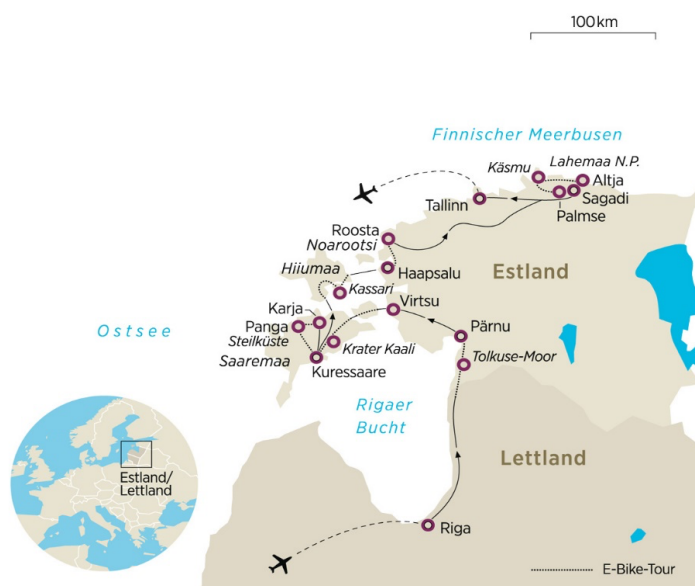 100 km
Finnischer Meerbusen
Lahemaa N.P.
Käsmu
Altja
Sagadi
Palmse
Tallinn
Roosta
Noarootsi
Hiiumaa
Haapsalu
Estland
Kassari
Virtsu
Karja
Ostsee
Panga
Steilküste
Pärnu
Krater Kaali
Tolkuse-Moor
Saaremaa
Kuressaare
Rigaer
Bucht
Lettland
Estland/
Lettland
Riga
E-Bike-Tour